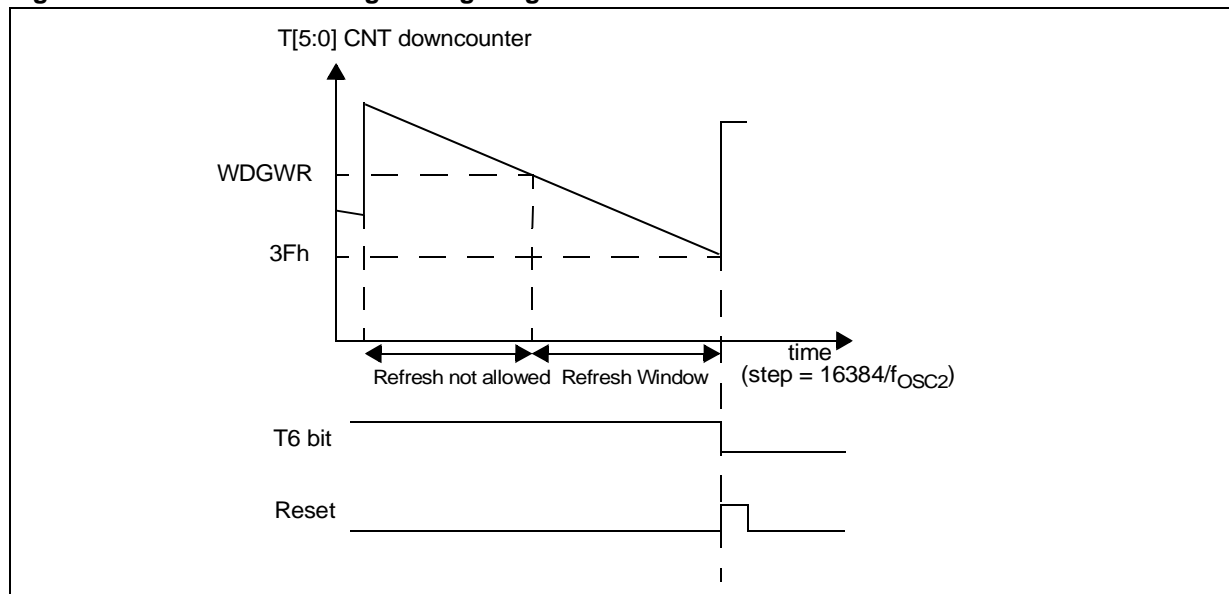 T[5:0] CNT downcounter
WDGWR
3Fh
time
Refresh not allowed Refresh Window (step = 16384/fOSC2)
T6 bit
Reset